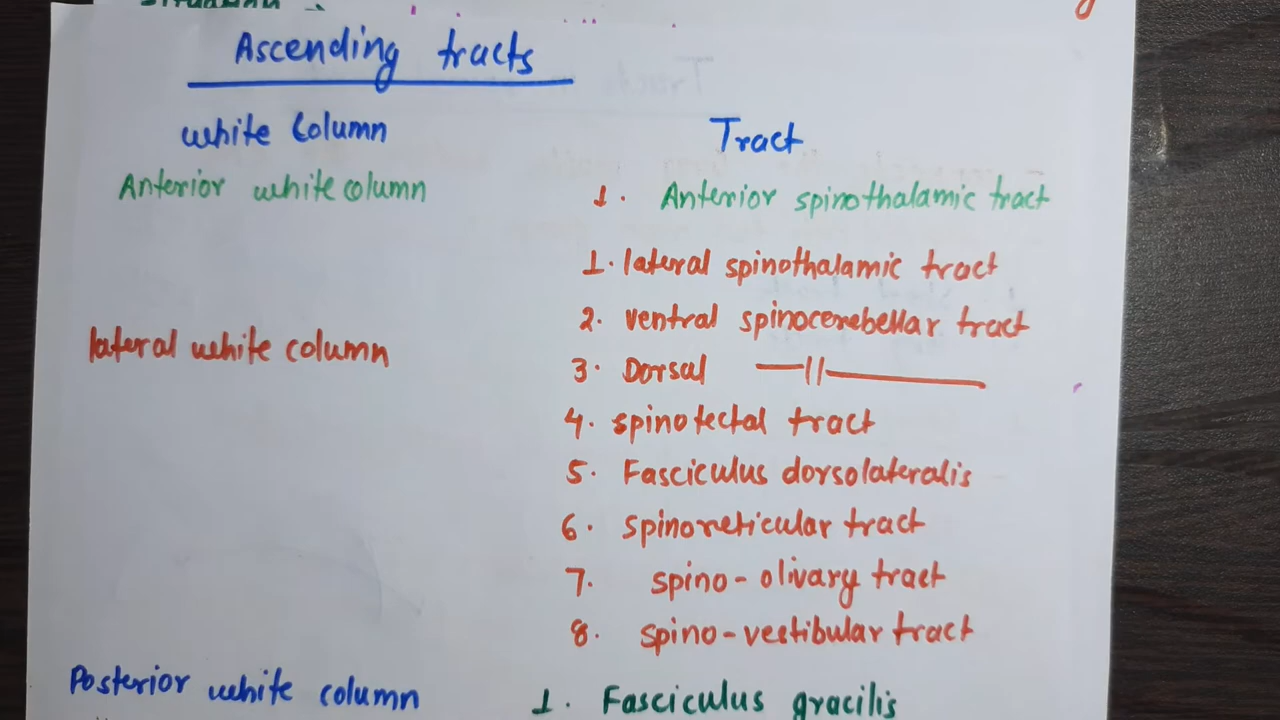 Ascending tracts
white Column Tract
Anterior white column 1. Anterior spinothalamic tract
1. lateral spinothalamic tract
2. ventral spinocerebellar tract
lateral white column
3. Dorsal —||—
4. spinotectal tract
5. Fasciculus dorsolateralis
6. spinoreticular tract
7. spino-olivary tract
8. spino-vestibular tract
Posterior white column 1. Fasciculus gracilis